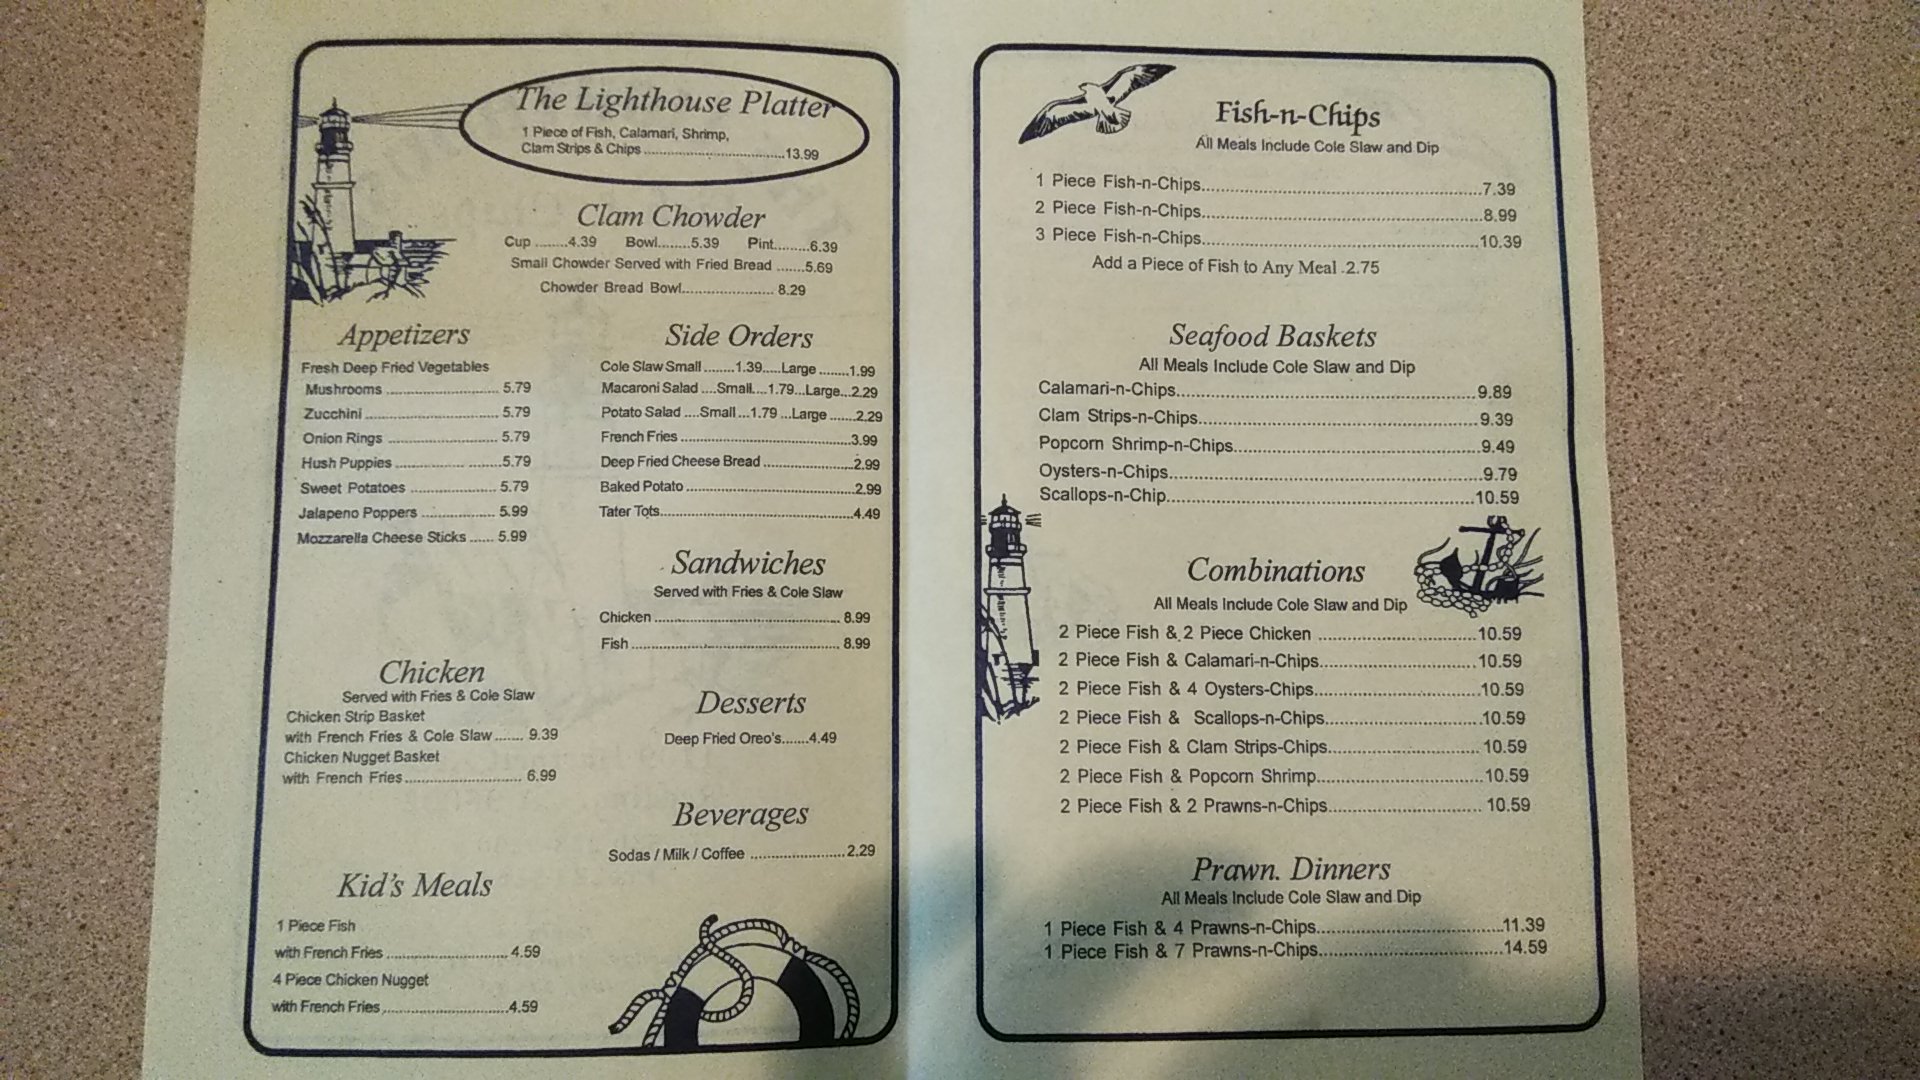 The Lighthouse Platter
1 Piece of Fish, Calamari, Shrimp,
Clam Strips & Chips ........................................13.99
Clam Chowder
Cup ........4.39 Bowl........5.39 Pint.........6.39
Small Chowder Served with Fried Bread .......5.69
Chowder Bread Bowl...................... 8.29
Appetizers
Fresh Deep Fried Vegetables
Mushrooms ............................ 5.79
Zucchini ................................. 5.79
Onion Rings ........................... 5.79
Hush Puppies ................. ........5.79
Sweet Potatoes ..................... 5.79
Jalapeno Poppers .................. 5.99
Mozzarella Cheese Sticks ...... 5.99
Side Orders
Cole Slaw Small ........1.39.....Large ........1.99
Macaroni Salad ....Small....1.79...Large...2.29
Potato Salad ....Small ...1.79 ...Large .......2.29
French Fries ............................................3.99
Deep Fried Cheese Bread .......................2.99
Baked Potato ...........................................2.99
Tater Tots.................................................4.49
Sandwiches
Served with Fries & Cole Slaw
Chicken ............................................... 8.99
Fish ..................................................... 8.99
Chicken
Served with Fries & Cole Slaw
Chicken Strip Basket
with French Fries & Cole Slaw ....... 9.39
Chicken Nugget Basket
with French Fries ............................ 6.99
Desserts
Deep Fried Oreo's.......4.49
Beverages
Sodas / Milk / Coffee .......................2.29
Kid's Meals
1 Piece Fish
with French Fries .............................. 4.59
4 Piece Chicken Nugget
with French Fries ...............................4.59
Fish-n-Chips
All Meals Include Cole Slaw and Dip
1 Piece Fish-n-Chips.......................................................7.39
2 Piece Fish-n-Chips.......................................................8.99
3 Piece Fish-n-Chips.......................................................10.39
Add a Piece of Fish to Any Meal .2.75
Seafood Baskets
All Meals Include Cole Slaw and Dip
Calamari-n-Chips...........................................................9.89
Clam Strips-n-Chips........................................................9.39
Popcorn Shrimp-n-Chips.................................................9.49
Oysters-n-Chips..............................................................9.79
Scallops-n-Chip..............................................................10.59
Combinations
All Meals Include Cole Slaw and Dip
2 Piece Fish & 2 Piece Chicken ................................10.59
2 Piece Fish & Calamari-n-Chips...............................10.59
2 Piece Fish & 4 Oysters-Chips.................................10.59
2 Piece Fish & Scallops-n-Chips...............................10.59
2 Piece Fish & Clam Strips-Chips.............................. 10.59
2 Piece Fish & Popcorn Shrimp.................................10.59
2 Piece Fish & 2 Prawns-n-Chips.............................. 10.59
Prawn. Dinners
All Meals Include Cole Slaw and Dip
1 Piece Fish & 4 Prawns-n-Chips.....................................11.39
1 Piece Fish & 7 Prawns-n-Chips.....................................14.59